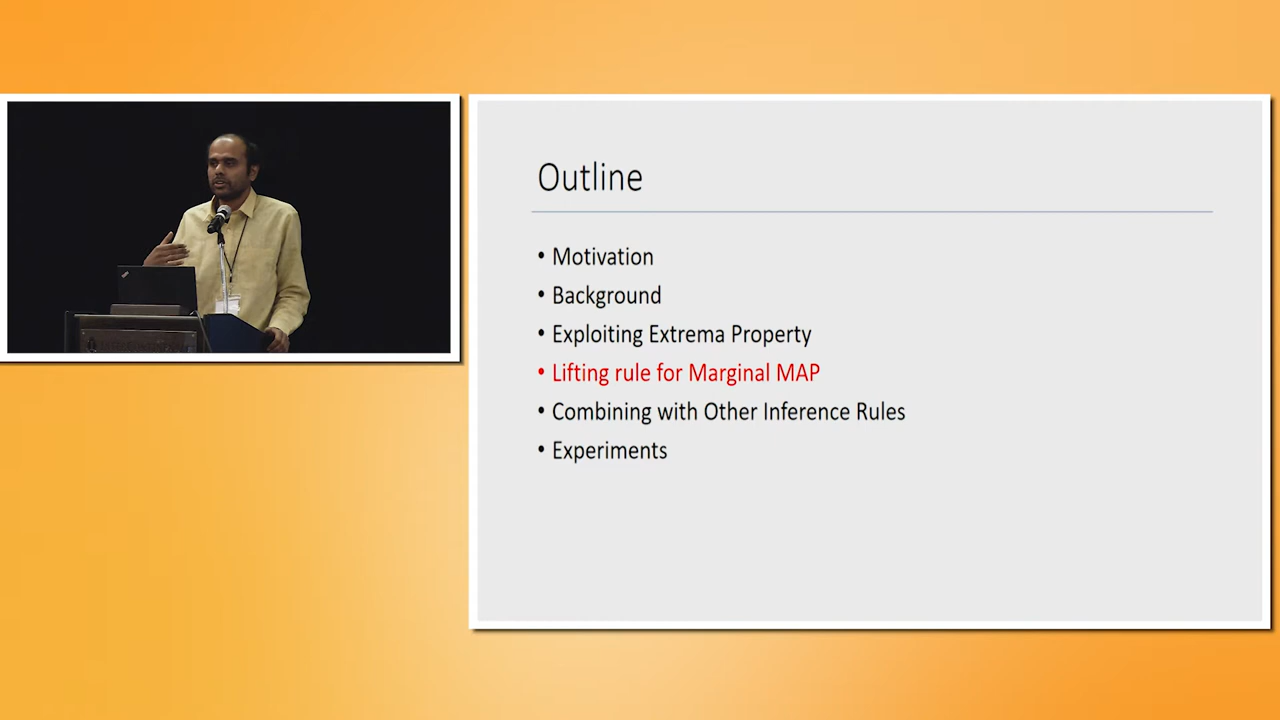 Outline
• Motivation
• Background
• Exploiting Extrema Property
• Lifting rule for Marginal MAP
• Combining with Other Inference Rules
• Experiments